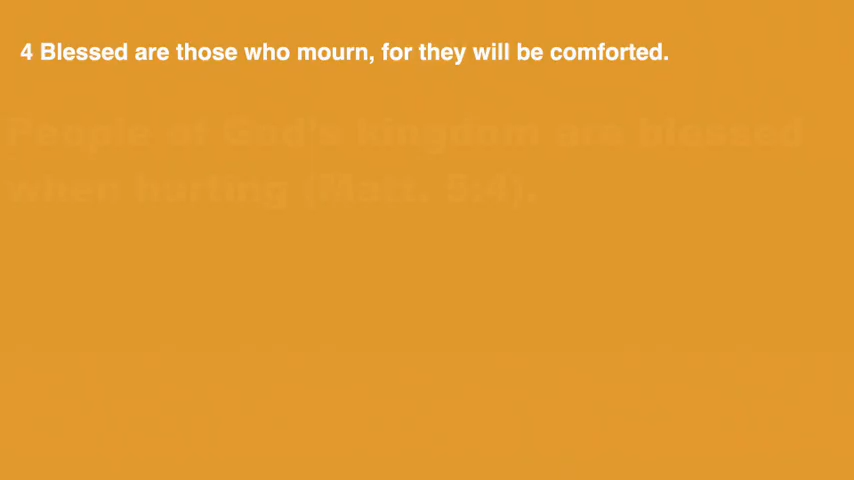 4 Blessed are those who mourn, for they will be comforted.
People of God's kingdom are blessed
when hurting (Matt. 5:4).